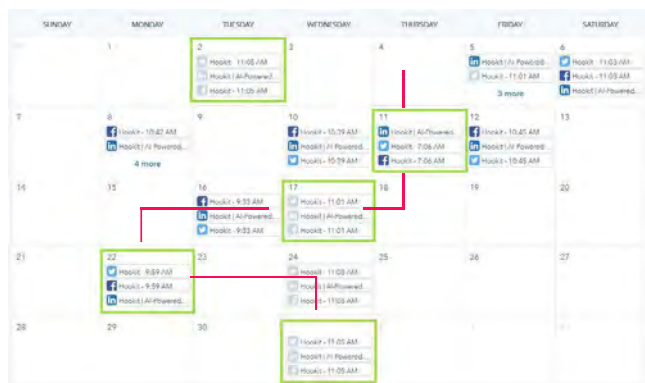 SUNDAY MONDAY TUESDAY WEDNESDAY THURSDAY FRIDAY SATURDAY
1 2 3 4 5 6
Hookit - 11:05 AM
Hookit | AI-Powered...
Hookit - 11:05 AM
Hookit | AI Powered...
Hookit - 11:01 AM
3 more
Hookit - 11:03 AM
Hookit - 11:03 AM
Hookit | AI-Powered...
7 8 9 10 11 12 13
Hookit - 10:42 AM
Hookit | AI Powered...
4 more
Hookit - 10:39 AM
Hookit | AI Powered...
Hookit - 10:39 AM
Hookit | AI-Powered...
Hookit - 7:06 AM
Hookit - 7:06 AM
Hookit - 10:45 AM
Hookit | AI Powered...
Hookit - 10:45 AM
14 15 16 17 18 19 20
Hookit - 9:33 AM
Hookit | AI-Powered...
Hookit - 9:33 AM
Hookit - 11:01 AM
Hookit | AI-Powered...
Hookit - 11:01 AM
21 22 23 24 25 26 27
Hookit - 9:59 AM
Hookit - 9:59 AM
Hookit | AI-Powered...
Hookit - 11:03 AM
Hookit | AI-Powered...
Hookit - 11:03 AM
28 29 30
Hookit - 11:05 AM
Hookit | AI Powered...
Hookit - 11:05 AM